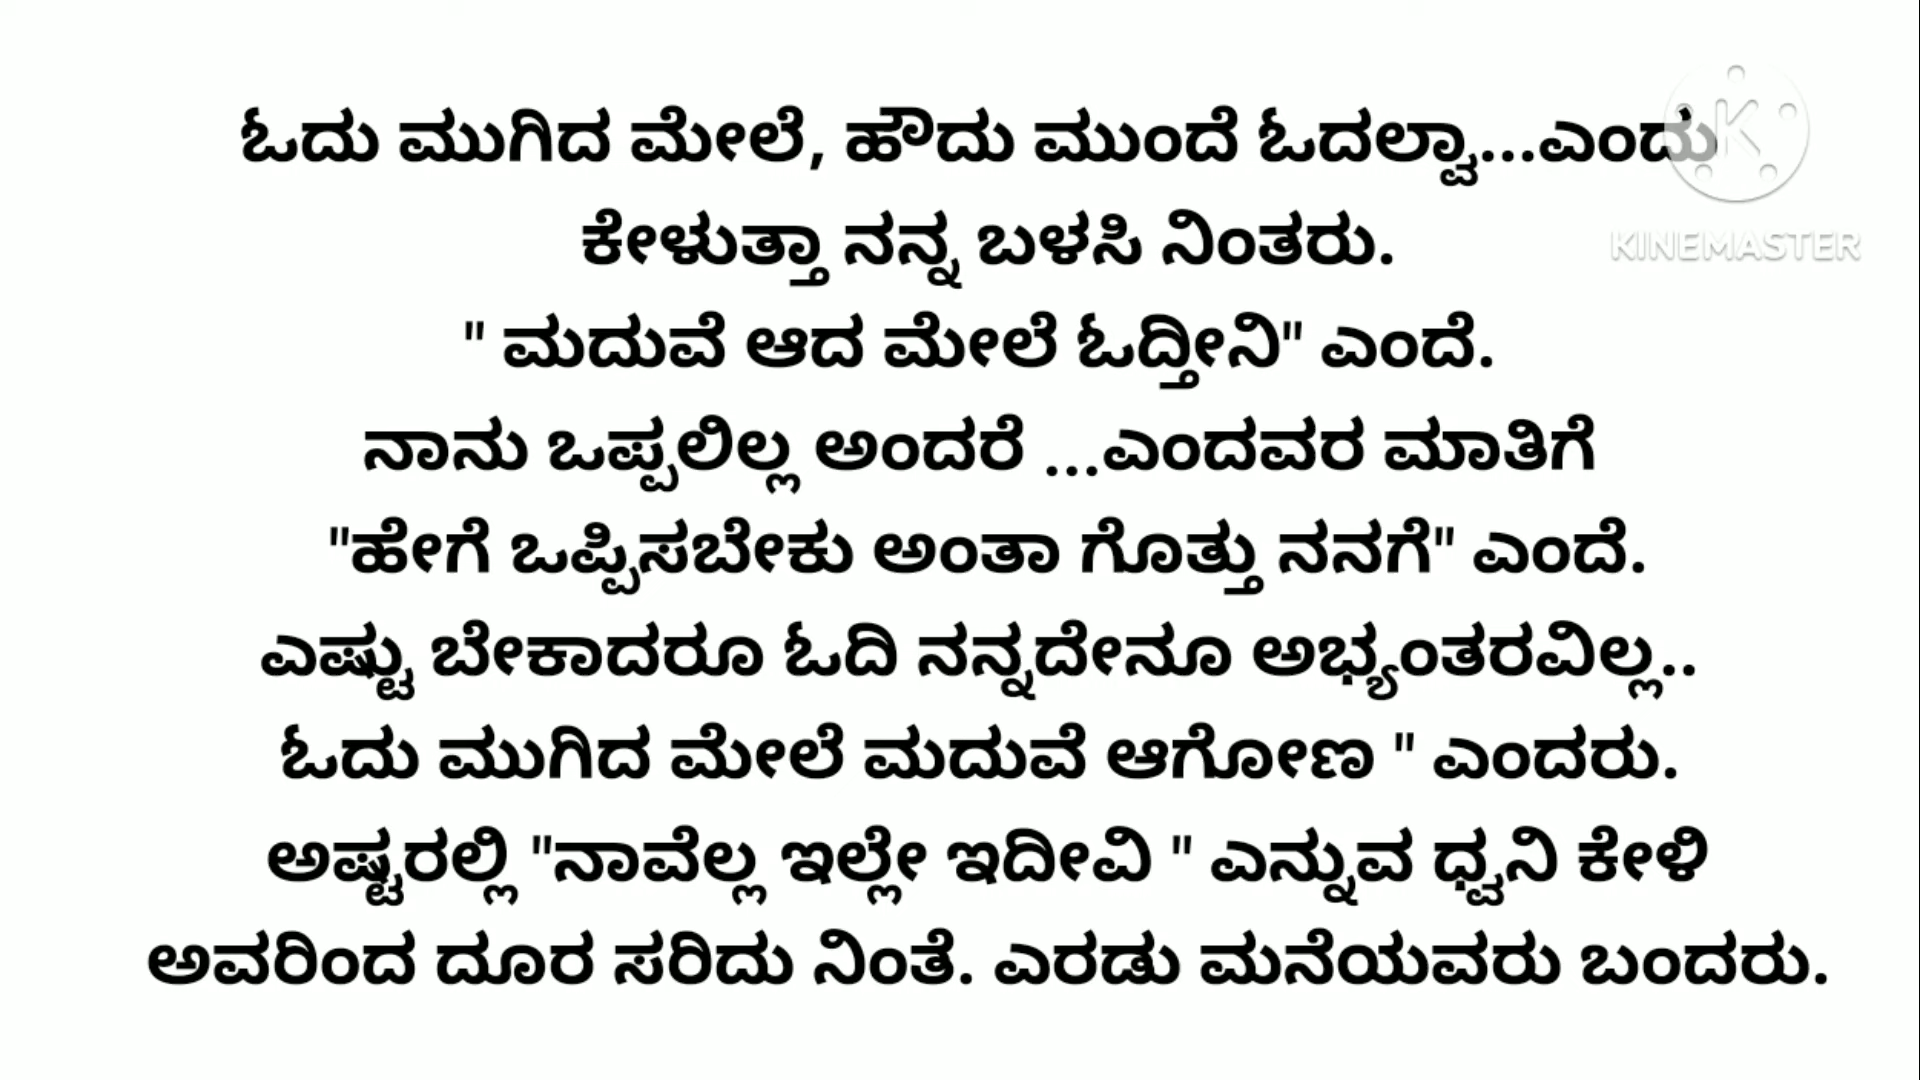 ಓದು ಮುಗಿದ ಮೇಲೆ, ಹೌದು ಮುಂದೆ ಓದಲ್ವಾ...ಎಂದು
ಕೇಳುತ್ತಾ ನನ್ನ ಬಳಸಿ ನಿಂತರು.
" ಮದುವೆ ಆದ ಮೇಲೆ ಓದ್ತೀನಿ" ಎಂದೆ.
ನಾನು ಒಪ್ಪಲಿಲ್ಲ ಅಂದರೆ ...ಎಂದವರ ಮಾತಿಗೆ
"ಹೇಗೆ ಒಪ್ಪಿಸಬೇಕು ಅಂತಾ ಗೊತ್ತು ನನಗೆ" ಎಂದೆ.
ಎಷ್ಟು ಬೇಕಾದರೂ ಓದಿ ನನ್ನದೇನೂ ಅಭ್ಯಂತರವಿಲ್ಲ..
ಓದು ಮುಗಿದ ಮೇಲೆ ಮದುವೆ ಆಗೋಣ " ಎಂದರು.
ಅಷ್ಟರಲ್ಲಿ "ನಾವೆಲ್ಲ ಇಲ್ಲೇ ಇದೀವಿ " ಎನ್ನುವ ಧ್ವನಿ ಕೇಳಿ
ಅವರಿಂದ ದೂರ ಸರಿದು ನಿಂತೆ. ಎರಡು ಮನೆಯವರು ಬಂದರು.
K
KINEMASTER